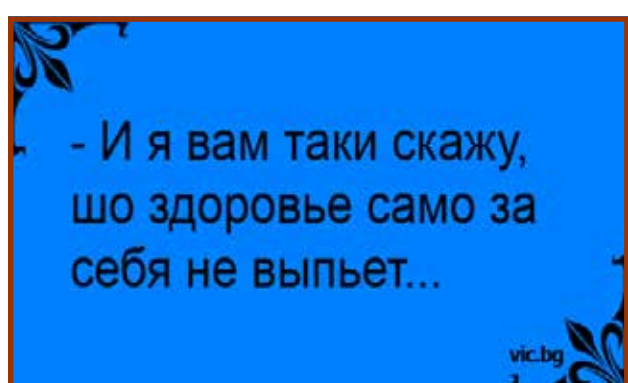 - И я вам таки скажу,
шо здоровье само за
себя не выпьет...
vic.bg